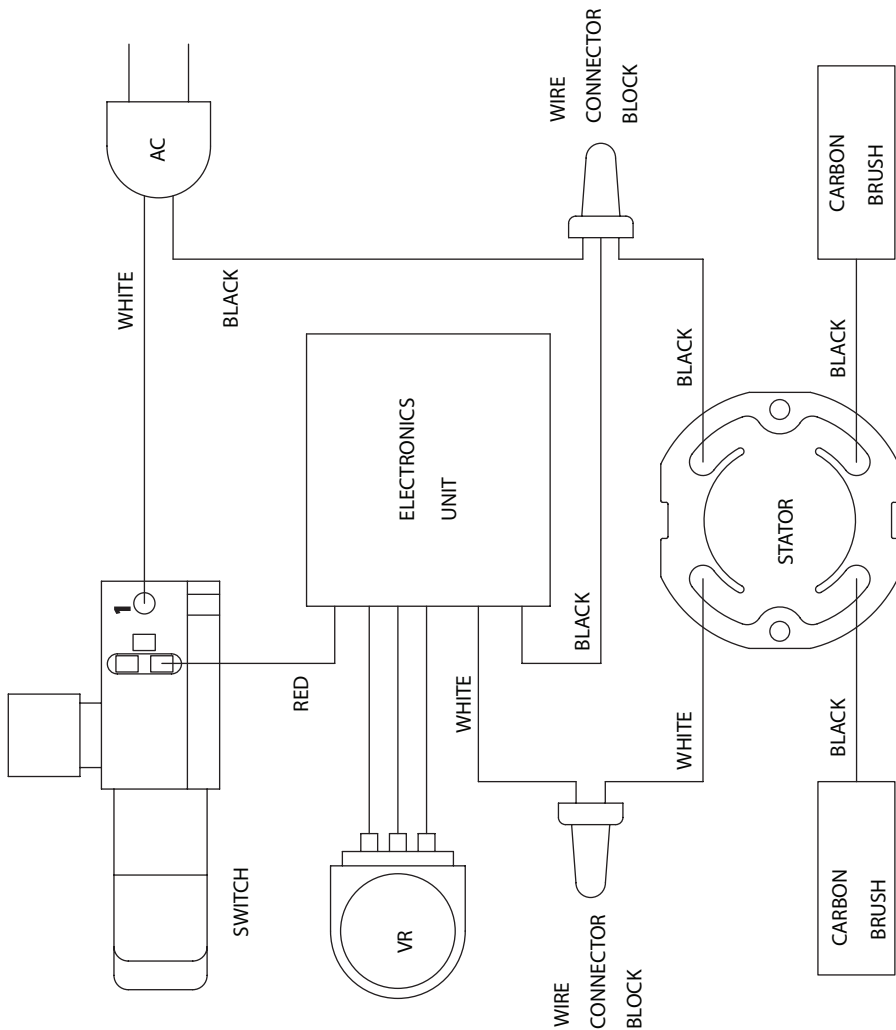 1
WHITE
AC
BLACK
SWITCH
RED
VR
ELECTRONICS
UNIT
WHITE
BLACK
WIRE
CONNECTOR
BLOCK
WIRE
CONNECTOR
BLOCK
WHITE
BLACK
STATOR
BLACK
BLACK
CARBON
BRUSH
CARBON
BRUSH